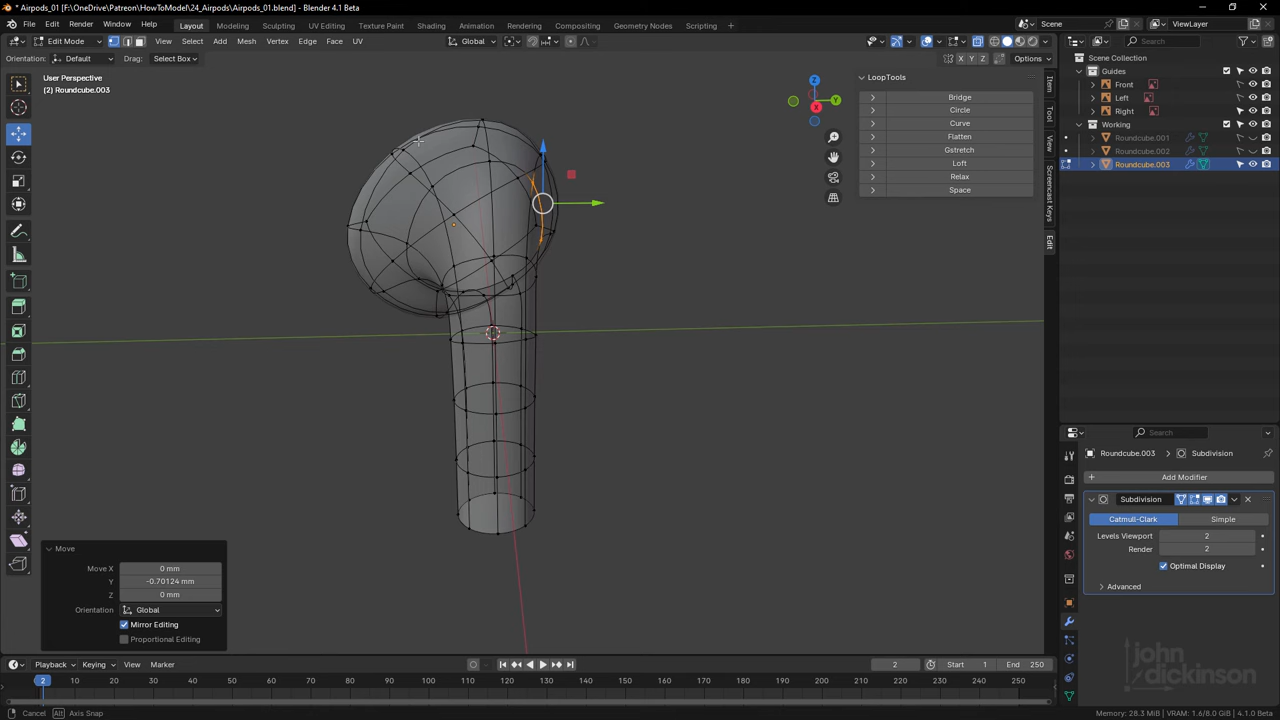 * Airpods_01 [F:\OneDrive\Patreon\HowToModel\24_Airpods\Airpods_01.blend] - Blender 4.1 Beta
File Edit Render Window Help Layout Modeling Sculpting UV Editing Texture Paint Shading Animation Rendering Compositing Geometry Nodes Scripting + Scene ViewLayer
Edit Mode View Select Add Mesh Vertex Edge Face UV Global
Orientation: Default Drag: Select Box X Y Z Options
User Perspective
(2) Roundcube.003
Z
Y
X
LoopTools
Bridge
Circle
Curve
Flatten
Gstretch
Loft
Relax
Space
Item
Tool
View
Screencast Keys
Edit
Search
Scene Collection
Guides
Front
Left
Right
Working
Roundcube.001
Roundcube.002
Roundcube.003
Search
Roundcube.003 Subdivision
Add Modifier
Subdivision
Catmull-Clark Simple
Levels Viewport 2
Render 2
Optimal Display
Advanced
Move
Move X 0 mm
Y -0.70124 mm
Z 0 mm
Orientation Global
Mirror Editing
Proportional Editing
john
dickinson
Playback Keying View Marker 2 Start 1 End 250
2 10 20 30 40 50 60 70 80 90 100 110 120 130 140 150 160 170 180 190 200 210 220 230 240 250
Cancel Alt Axis Snap
Memory: 28.3 MiB | VRAM: 1.6/8.0 GiB | 4.1.0 Beta